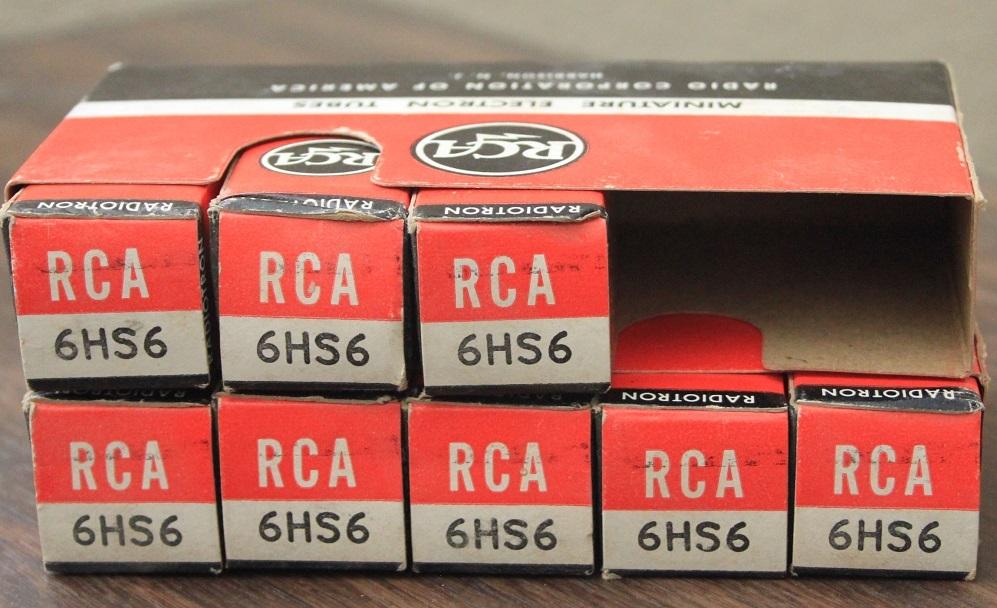 HARRISON, N. J.
RADIO CORPORATION OF AMERICA
MINIATURE ELECTRON TUBES
RCA
RCA
RADIOTRON
RCA
6HS6
RCA
6HS6
RADIOTRON
RCA
6HS6
RCA
6HS6
RCA
6HS6
RCA
6HS6
RADIOTRON
RCA
6HS6
RADIOTRON
RCA
6HS6